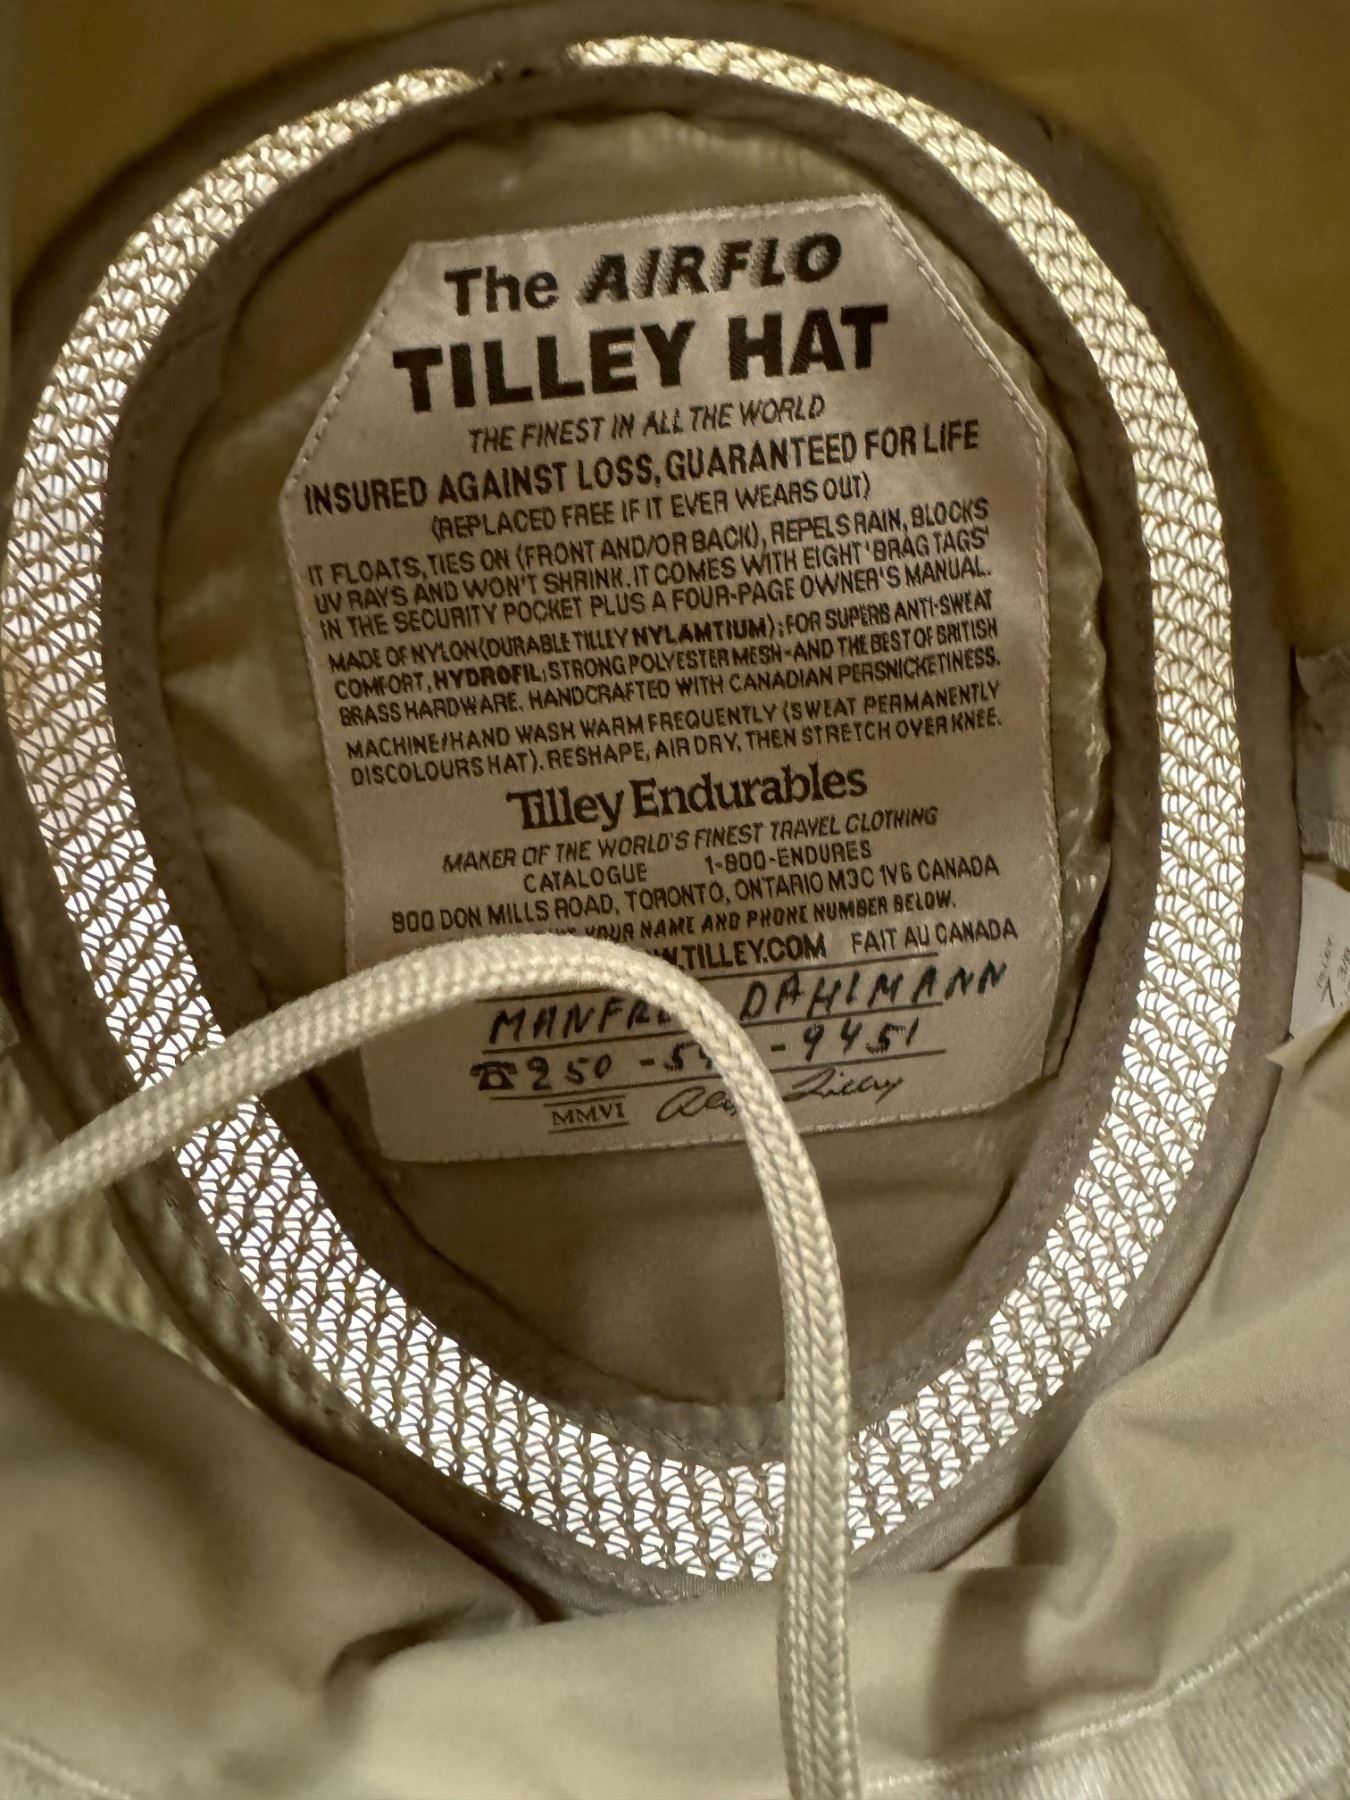 The AIRFLO
TILLEY HAT
THE FINEST IN ALL THE WORLD
INSURED AGAINST LOSS, GUARANTEED FOR LIFE
(REPLACED FREE IF IT EVER WEARS OUT)
IT FLOATS, TIES ON (FRONT AND/OR BACK), REPELS RAIN, BLOCKS
UV RAYS AND WON'T SHRINK. IT COMES WITH EIGHT 'BRAG TAGS'
IN THE SECURITY POCKET PLUS A FOUR-PAGE OWNER'S MANUAL.
MADE OF NYLON (DURABLE TILLEY NYLAMTIUM); FOR SUPERB ANTI-SWEAT
COMFORT, HYDROFIL; STRONG POLYESTER MESH - AND THE BEST OF BRITISH
BRASS HARDWARE. HANDCRAFTED WITH CANADIAN PERSNICKETINESS.
MACHINE/HAND WASH WARM FREQUENTLY (SWEAT PERMANENTLY
DISCOLOURS HAT). RESHAPE, AIR DRY, THEN STRETCH OVER KNEE.
Tilley Endurables
MAKER OF THE WORLD'S FINEST TRAVEL CLOTHING
CATALOGUE 1-800-ENDURES
900 DON MILLS ROAD, TORONTO, ONTARIO M3C 1V6 CANADA
YOUR NAME AND PHONE NUMBER BELOW.
W.TILLEY.COM FAIT AU CANADA
MANFR DAHLMANN
☎ 250 - 5 - 9451
MMVI Alex Tilley